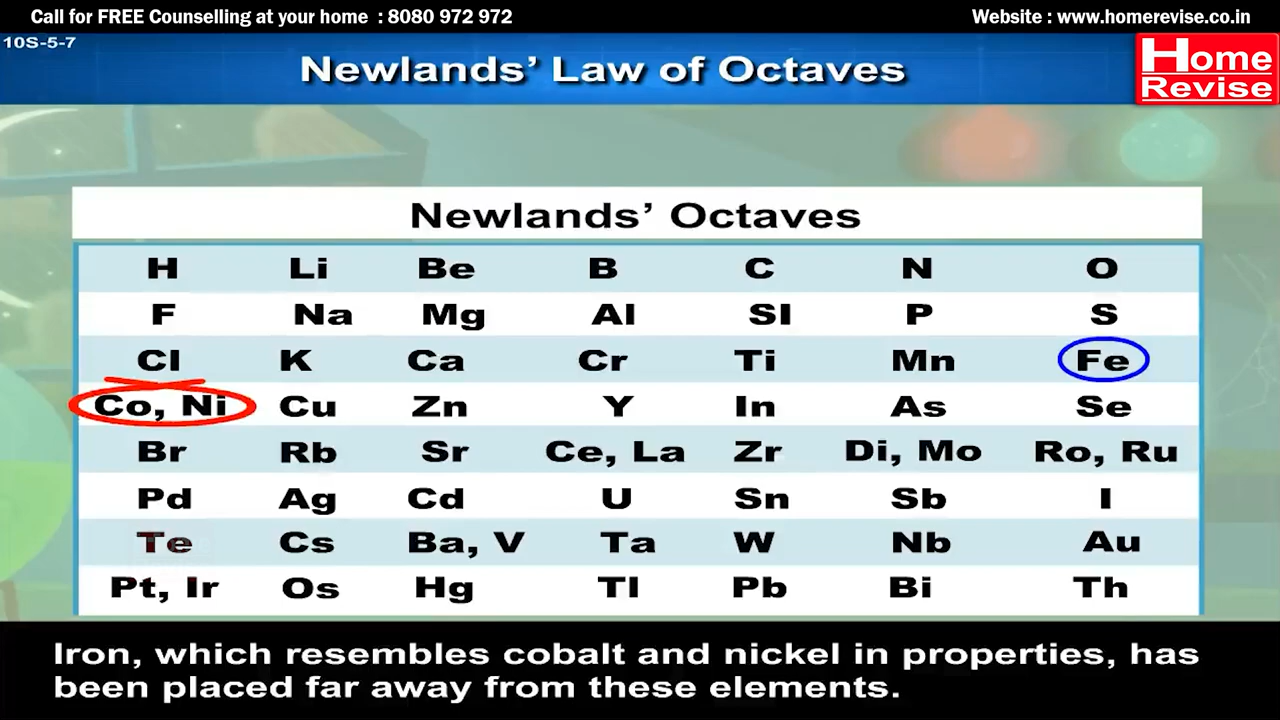 Call for FREE Counselling at your home : 8080 972 972
Website : www.homerevise.co.in
10S-5-7
Newlands’ Law of Octaves
Home
Revise
Newlands’ Octaves
H Li Be B C N O
F Na Mg Al SI P S
Cl K Ca Cr Ti Mn Fe
Co, Ni Cu Zn Y In As Se
Br Rb Sr Ce, La Zr Di, Mo Ro, Ru
Pd Ag Cd U Sn Sb I
Te Cs Ba, V Ta W Nb Au
Pt, Ir Os Hg Tl Pb Bi Th
Iron, which resembles cobalt and nickel in properties, has
been placed far away from these elements.